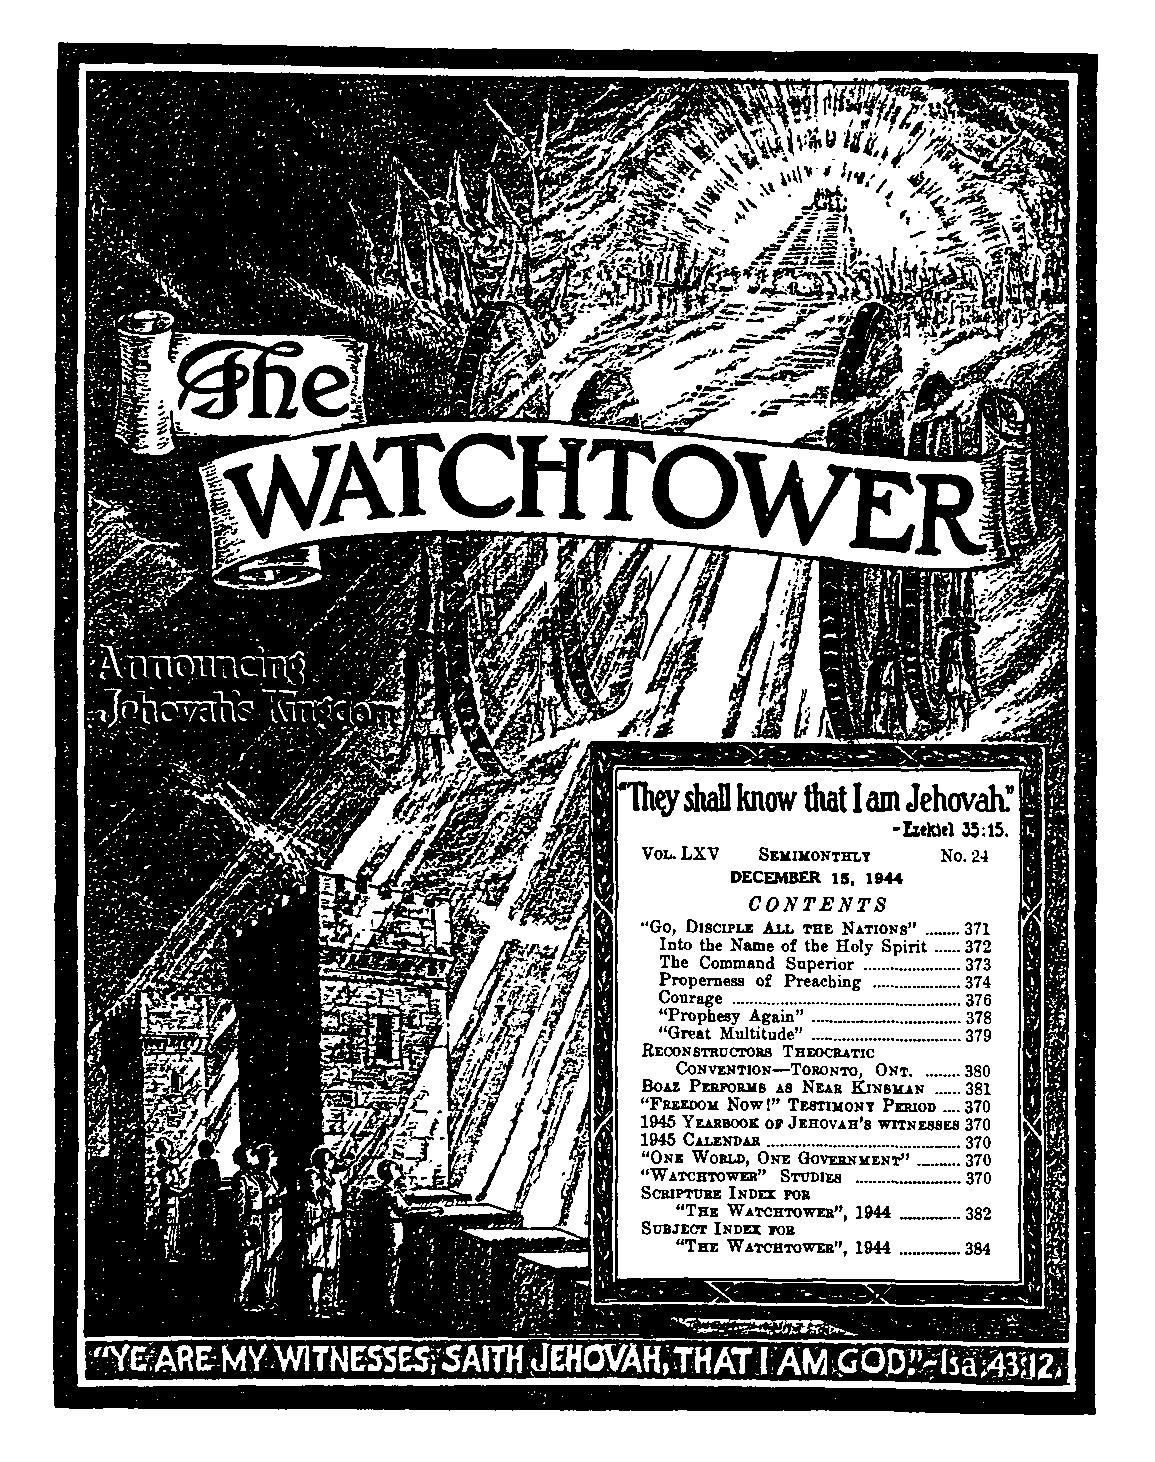 The
WATCHTOWER
Announcing
Jehovah's Kingdom
"They shall know that I am Jehovah."
-Ezekiel 35:15.
VOL. LXV SEMIMONTHLY No. 24
DECEMBER 15, 1944
CONTENTS
"GO, DISCIPLE ALL THE NATIONS" ........ 371
Into the Name of the Holy Spirit ...... 372
The Command Superior ...................... 373
Properness of Preaching .................... 374
Courage .................................................... 376
"Prophesy Again" .................................. 378
"Great Multitude" .................................. 379
RECONSTRUCTORS THEOCRATIC
CONVENTION—TORONTO, ONT. ........ 380
BOAZ PERFORMS AS NEAR KINSMAN ...... 381
"FREEDOM NOW!" TESTIMONY PERIOD .... 370
1945 YEARBOOK OF JEHOVAH'S WITNESSES 370
1945 CALENDAR ............................................ 370
"ONE WORLD, ONE GOVERNMENT" .......... 370
"WATCHTOWER" STUDIES ........................ 370
SCRIPTURE INDEX FOR
"THE WATCHTOWER", 1944 .............. 382
SUBJECT INDEX FOR
"THE WATCHTOWER", 1944 .............. 384
"YE ARE MY WITNESSES, SAITH JEHOVAH, THAT I AM GOD."-Isa.43:12.